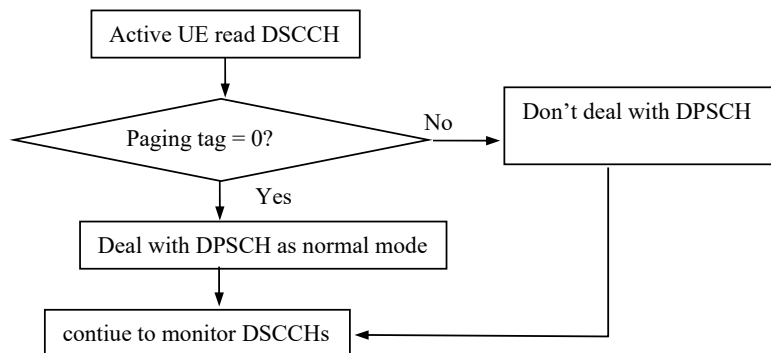 Active UE read DSCCH
Paging tag = 0?
No
Don't deal with DPSCH
Yes
Deal with DPSCH as normal mode
contiue to monitor DSCCHs